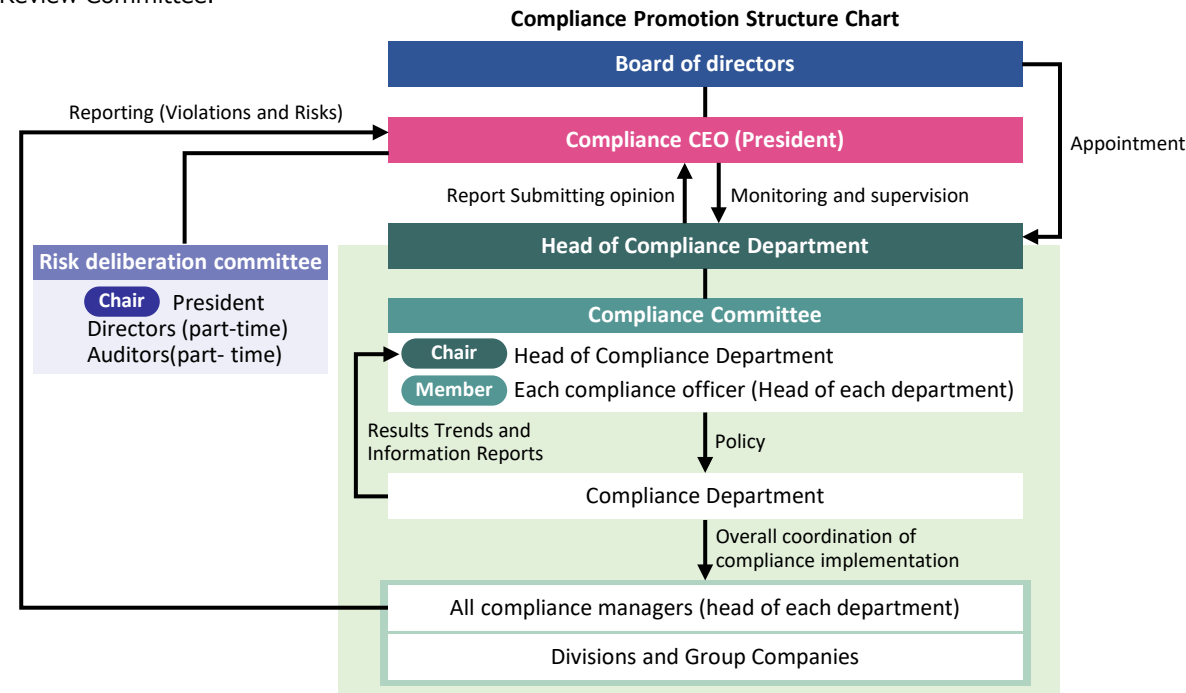 Review Committee.
Compliance Promotion Structure Chart
Board of directors
Reporting (Violations and Risks)
Compliance CEO (President)
Appointment
Report Submitting opinion
Monitoring and supervision
Head of Compliance Department
Risk deliberation committee
Chair President
Directors (part-time)
Auditors(part- time)
Compliance Committee
Chair Head of Compliance Department
Member Each compliance officer (Head of each department)
Results Trends and
Information Reports
Policy
Compliance Department
Overall coordination of
compliance implementation
All compliance managers (head of each department)
Divisions and Group Companies